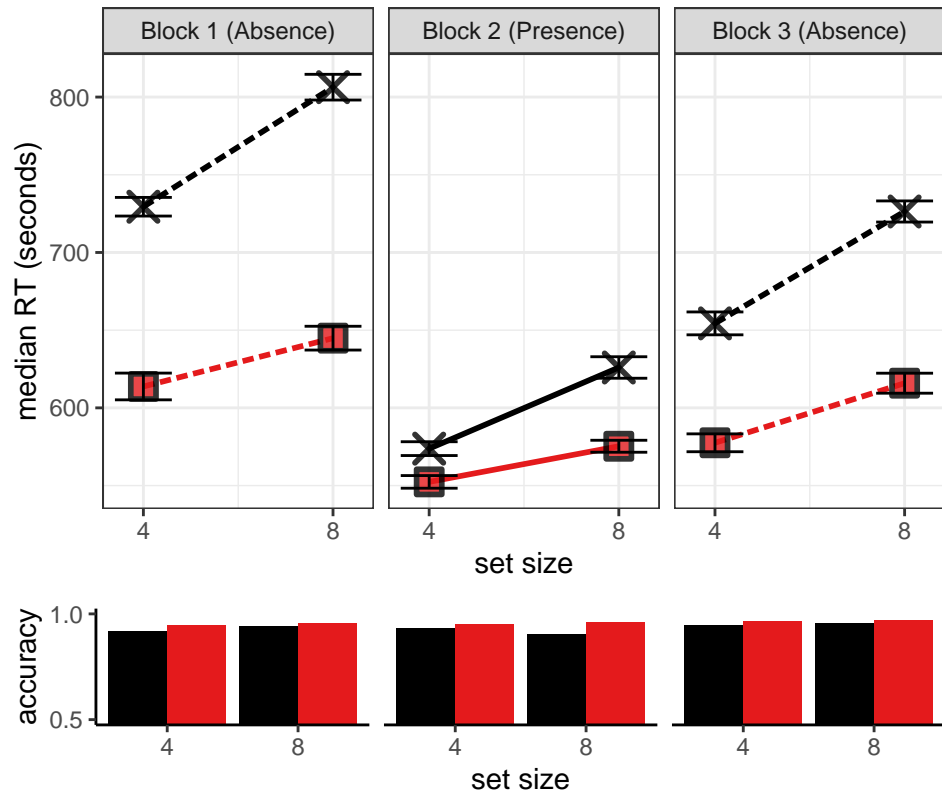 Block 1 (Absence)
Block 2 (Presence)
Block 3 (Absence)
median RT (seconds)
800
700
600
4
8
4
8
4
8
set size
accuracy
1.0
0.5
4
8
4
8
4
8
set size